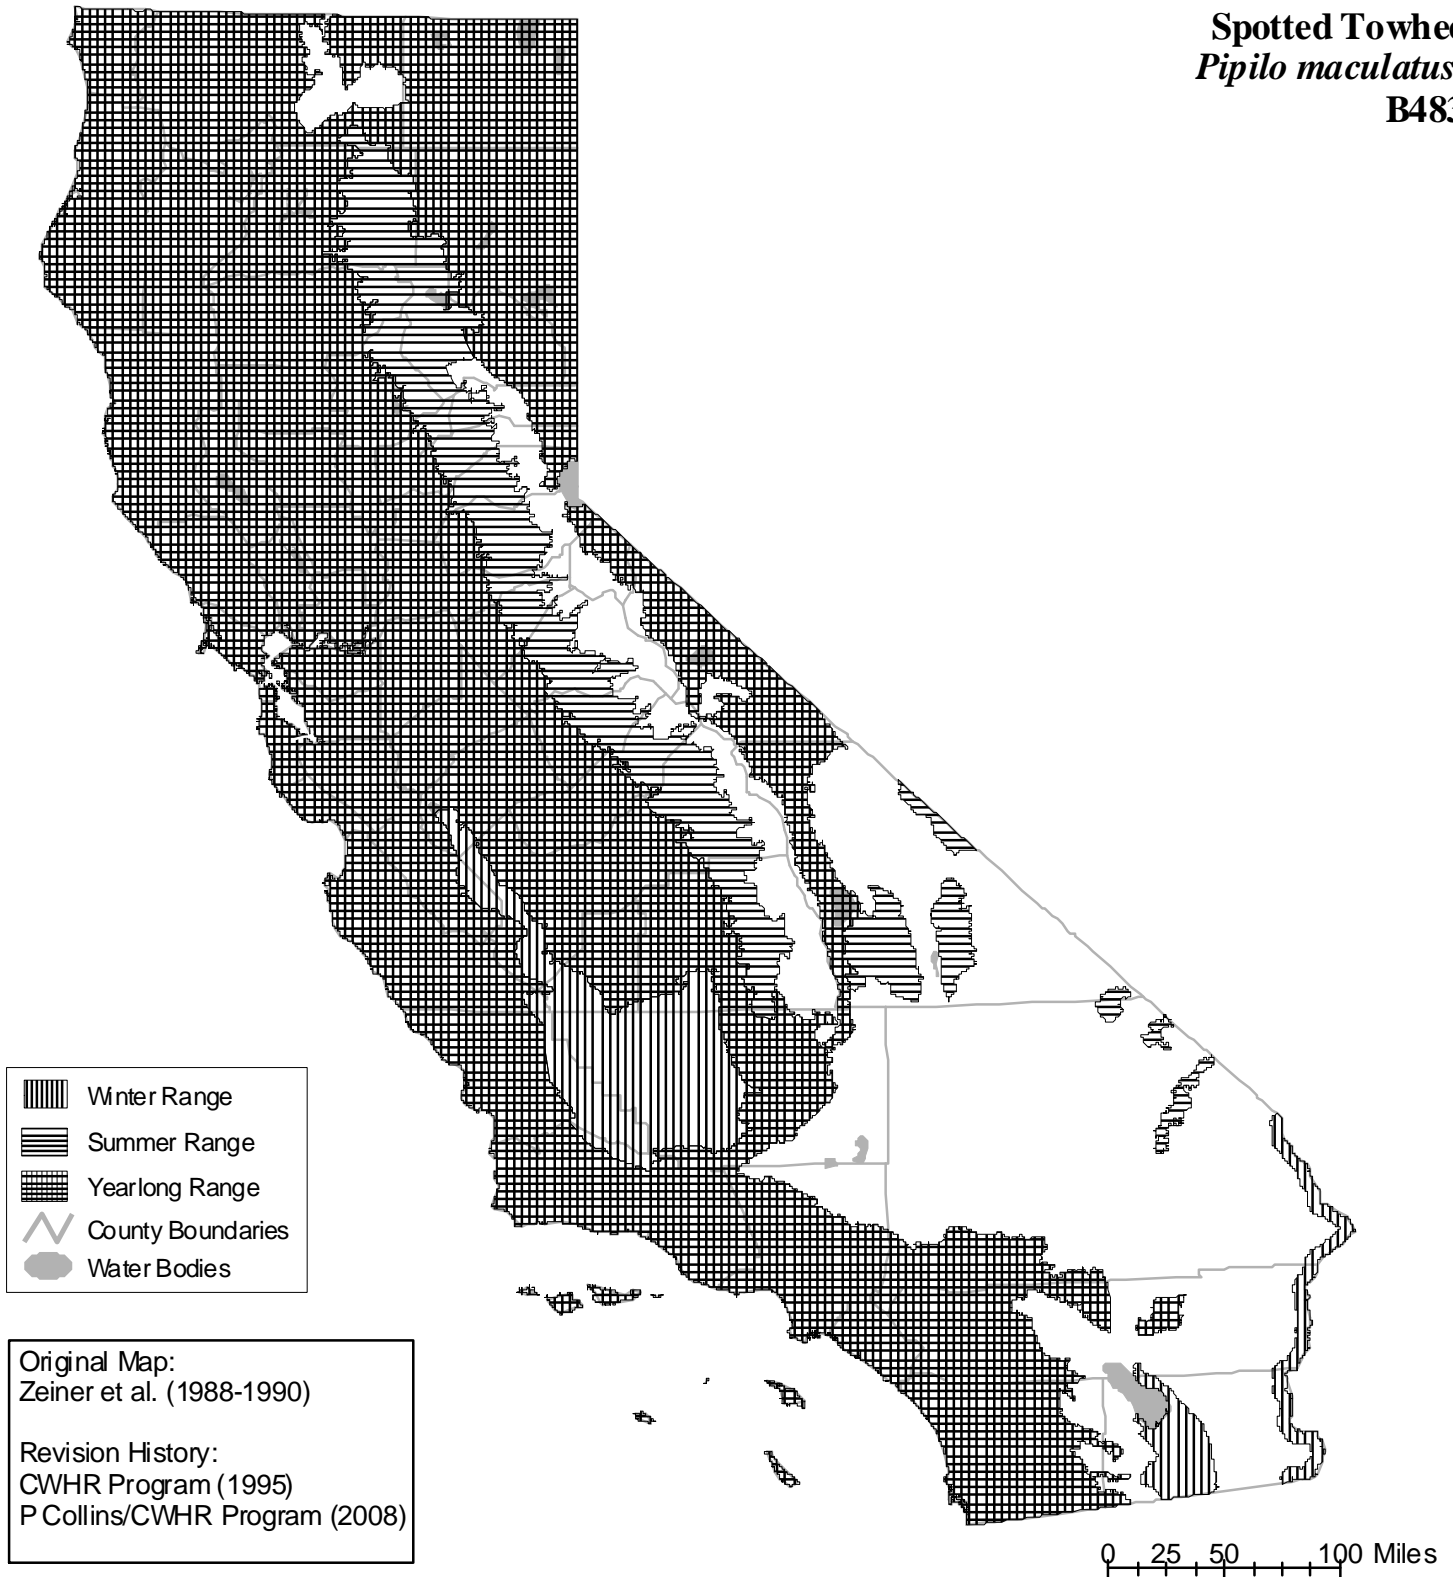 Spotted Towhee
Pipilo maculatus
B483
Winter Range
Summer Range
Yearlong Range
County Boundaries
Water Bodies
Original Map:
Zeiner et al. (1988-1990)
Revision History:
CWHR Program (1995)
P Collins/CWHR Program (2008)
0 25 50 100 Miles